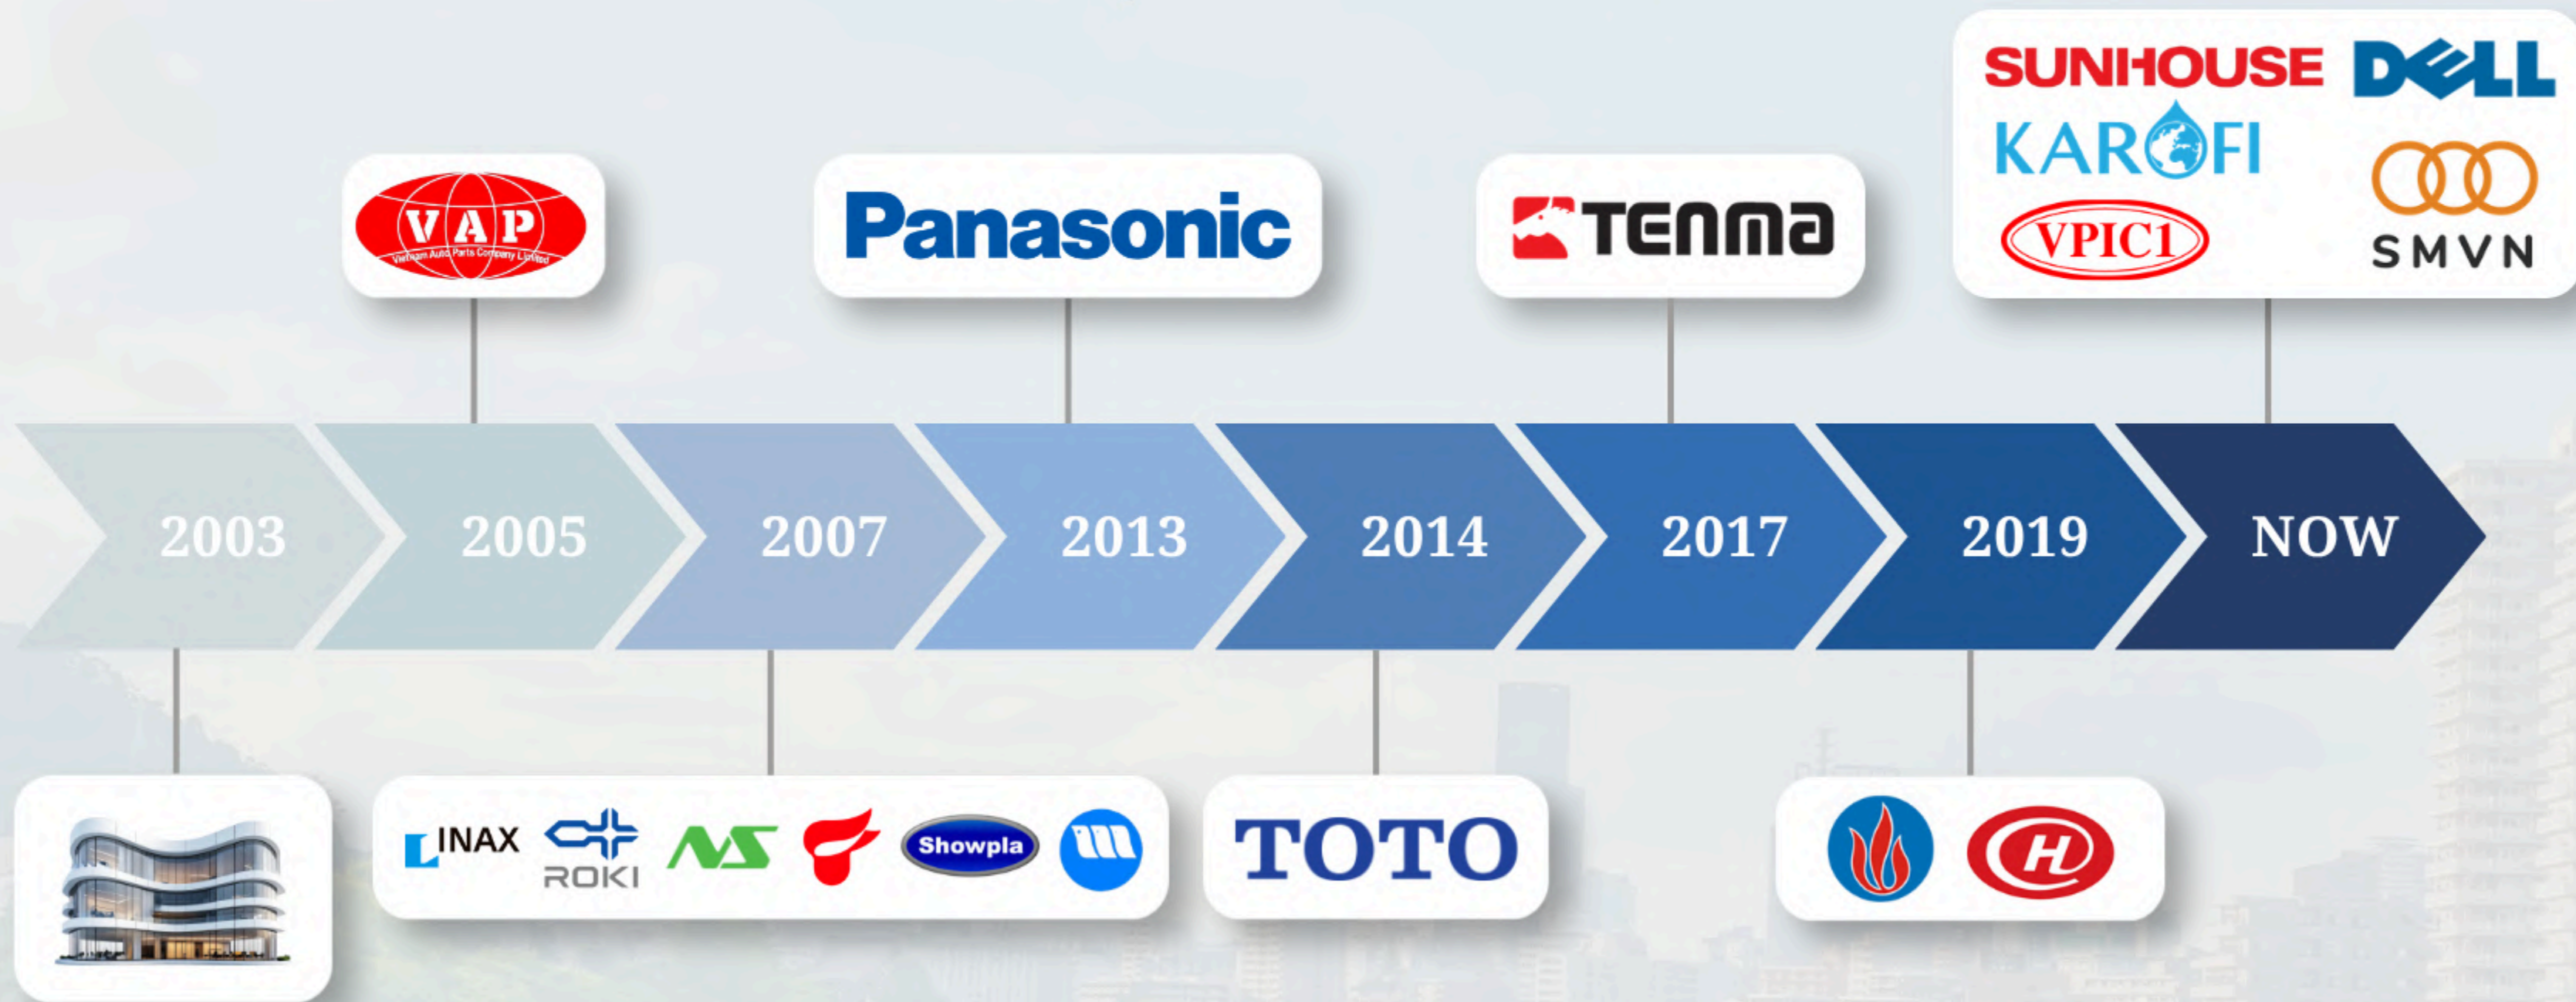 SUNHOUSE
DELL
KAROFI
VPIC1
SMVN
VAP
Vietnam Auto Parts Company Limited
Panasonic
TENMA
2003
2005
2007
2013
2014
2017
2019
NOW
INAX
ROKI
NS
Showpla
TOTO
H